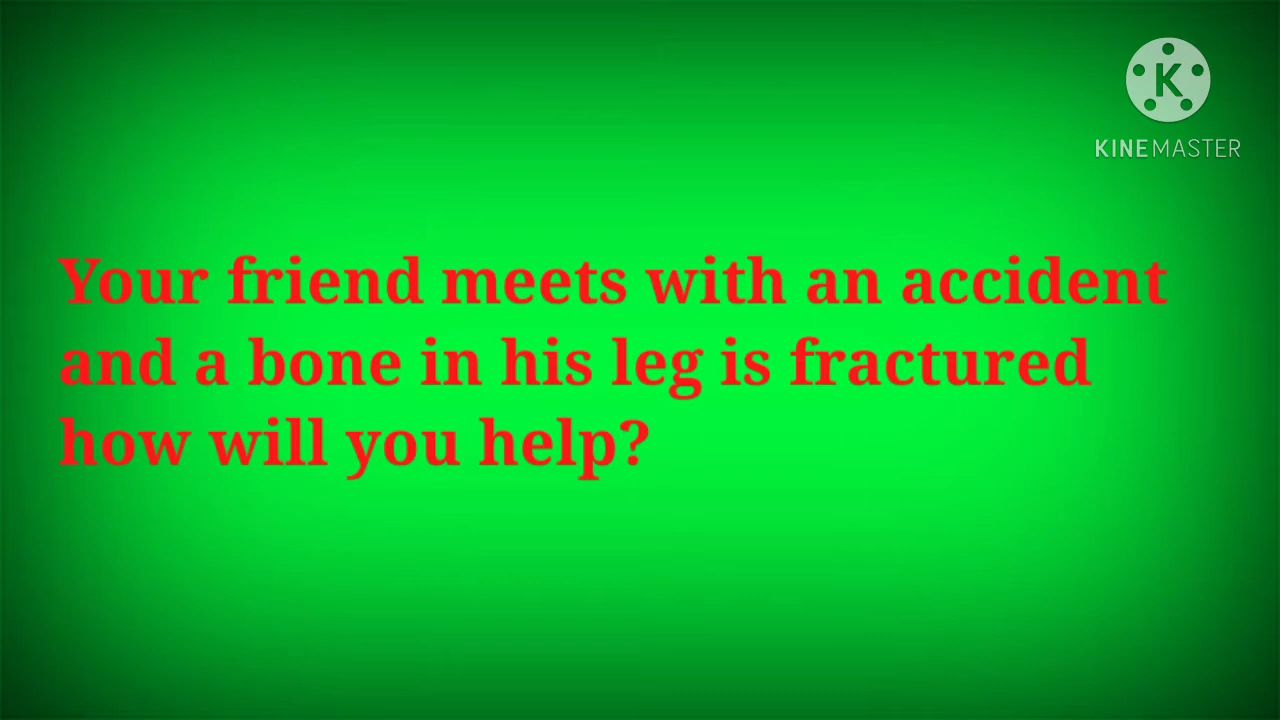 K
KINEMASTER
Your friend meets with an accident
and a bone in his leg is fractured
how will you help?